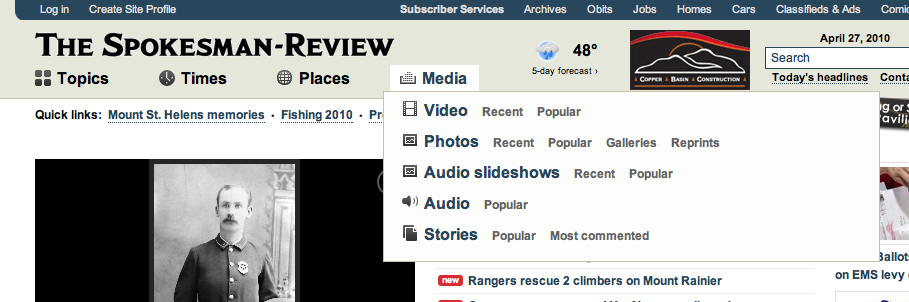 Log in Create Site Profile Subscriber Services Archives Obits Jobs Homes Cars Classifieds & Ads
THE SPOKESMAN-REVIEW
48°
5-day forecast ›
COPPER BASIN CONSTRUCTION
April 27, 2010
Search
Today's headlines
Topics Times Places Media
Quick links: Mount St. Helens memories • Fishing 2010 •
Video Recent Popular
Photos Recent Popular Galleries Reprints
Audio slideshows Recent Popular
Audio Popular
Stories Popular Most commented
on EMS levy
new Rangers rescue 2 climbers on Mount Rainier